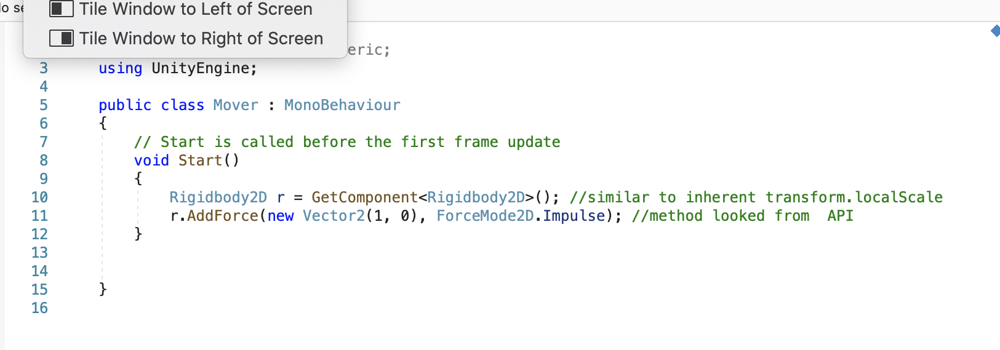 Tile Window to Left of Screen
Tile Window to Right of Screen
eric;
3 using UnityEngine;
4
5 public class Mover : MonoBehaviour
6 {
7 // Start is called before the first frame update
8 void Start()
9 {
10 Rigidbody2D r = GetComponent<Rigidbody2D>(); //similar to inherent transform.localScale
11 r.AddForce(new Vector2(1, 0), ForceMode2D.Impulse); //method looked from  API
12 }
13
14
15 }
16